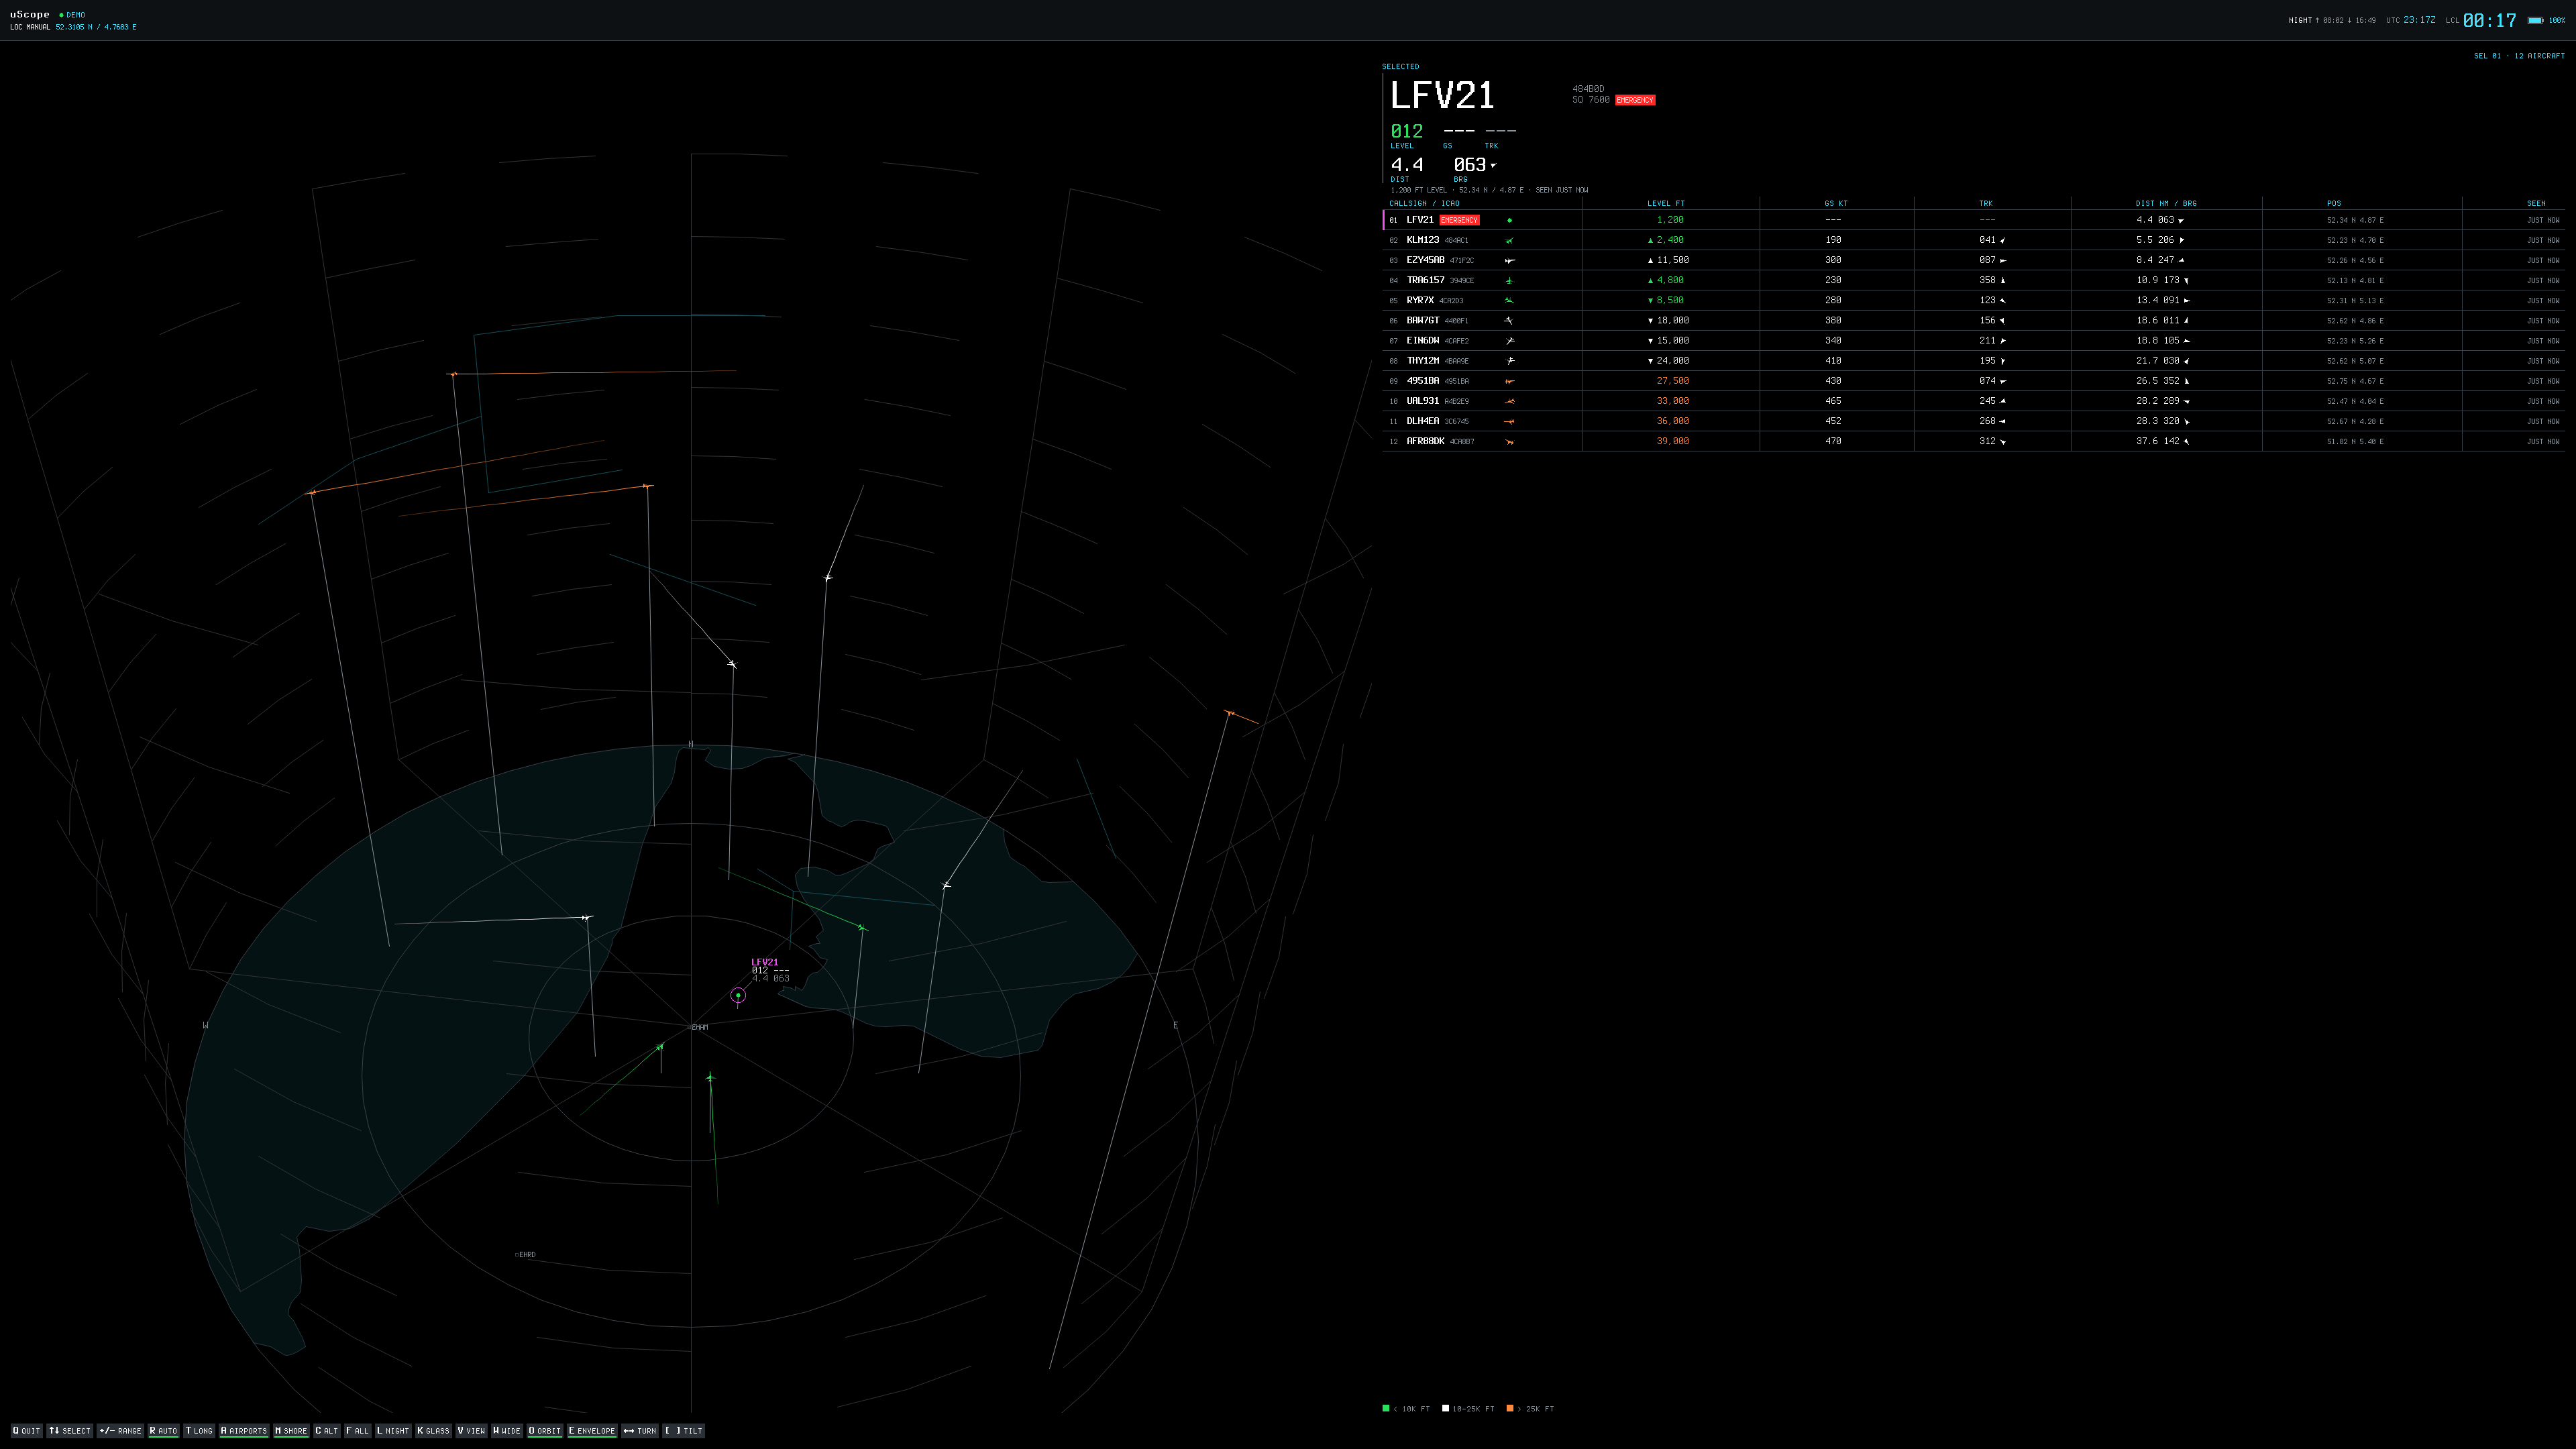 uScope ● DEMO
LOC MANUAL 52.3105 N / 4.7683 E
NIGHT ↑ 08:02 ↓ 16:49 UTC 23:17Z LCL 00:17 100%
SEL 01 · 12 AIRCRAFT
SELECTED
LFV21
484B0D
SQ 7600 EMERGENCY
012 --- ---
LEVEL GS TRK
4.4 063
DIST BRG
1,200 FT LEVEL · 52.34 N / 4.87 E · SEEN JUST NOW
CALLSIGN / ICAO LEVEL FT GS KT TRK DIST NM / BRG POS SEEN
01 LFV21 EMERGENCY 1,200 --- --- 4.4 063 52.34 N 4.87 E JUST NOW
02 KLM123 484AC1 ▲ 2,400 190 041 5.5 206 52.23 N 4.70 E JUST NOW
03 EZY45AB 471F2C ▲ 11,500 300 087 8.4 247 52.26 N 4.56 E JUST NOW
04 TRA6157 3949CE ▲ 4,800 230 358 10.9 173 52.13 N 4.81 E JUST NOW
05 RYR7X 4CA2D3 ▼ 8,500 280 123 13.4 091 52.31 N 5.13 E JUST NOW
06 BAW7GT 4400F1 ▼ 18,000 380 156 18.6 011 52.62 N 4.86 E JUST NOW
07 EIN6DW 4CAFE2 ▼ 15,000 340 211 18.8 105 52.23 N 5.26 E JUST NOW
08 THY12M 4BAA9E ▼ 24,000 410 195 21.7 030 52.62 N 5.07 E JUST NOW
09 4951BA 4951BA 27,500 430 074 26.5 352 52.75 N 4.67 E JUST NOW
10 UAL931 A4B2E9 33,000 465 245 28.2 289 52.47 N 4.04 E JUST NOW
11 DLH4EA 3C6745 36,000 452 268 28.3 320 52.67 N 4.28 E JUST NOW
12 AFR88DK 4CA8B7 39,000 470 312 37.6 142 51.82 N 5.40 E JUST NOW
N
LFV21
012 ---
4.4 063
W
EHAM
E
EHRD
< 10K FT 10-25K FT > 25K FT
Q QUIT ↑↓ SELECT +/- RANGE R AUTO T LONG A AIRPORTS M SHORE C ALT F ALL L NIGHT K GLASS V VIEW W WIDE O ORBIT E ENVELOPE ←→ TURN [ ] TILT